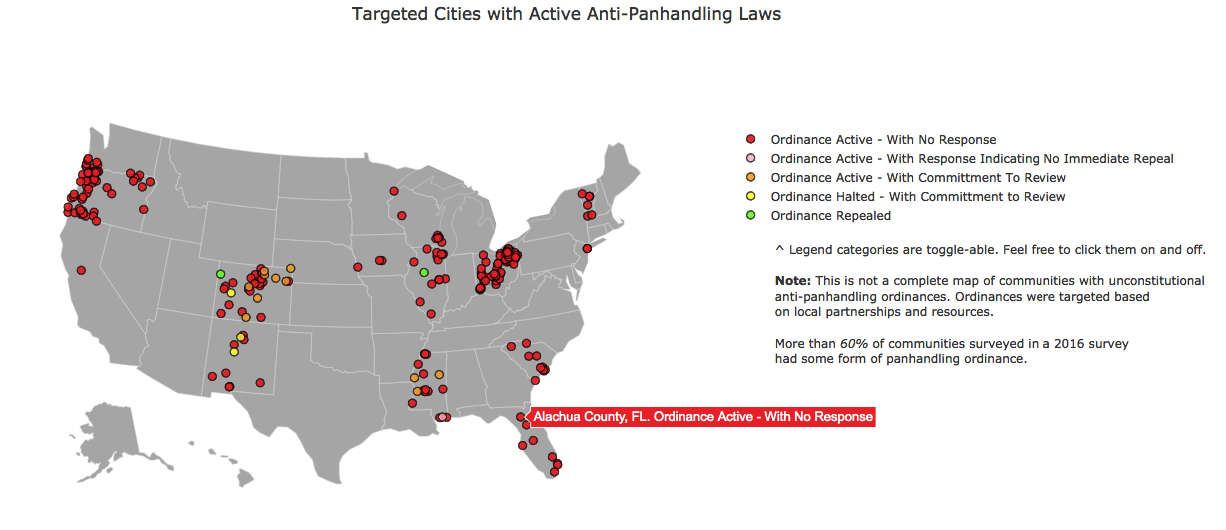 Targeted Cities with Active Anti-Panhandling Laws
Ordinance Active - With No Response
Ordinance Active - With Response Indicating No Immediate Repeal
Ordinance Active - With Committment To Review
Ordinance Halted - With Committment to Review
Ordinance Repealed
^ Legend categories are toggle-able. Feel free to click them on and off.
Note: This is not a complete map of communities with unconstitutional
anti-panhandling ordinances. Ordinances were targeted based
on local partnerships and resources.
More than 60% of communities surveyed in a 2016 survey
had some form of panhandling ordinance.
Alachua County, FL. Ordinance Active - With No Response